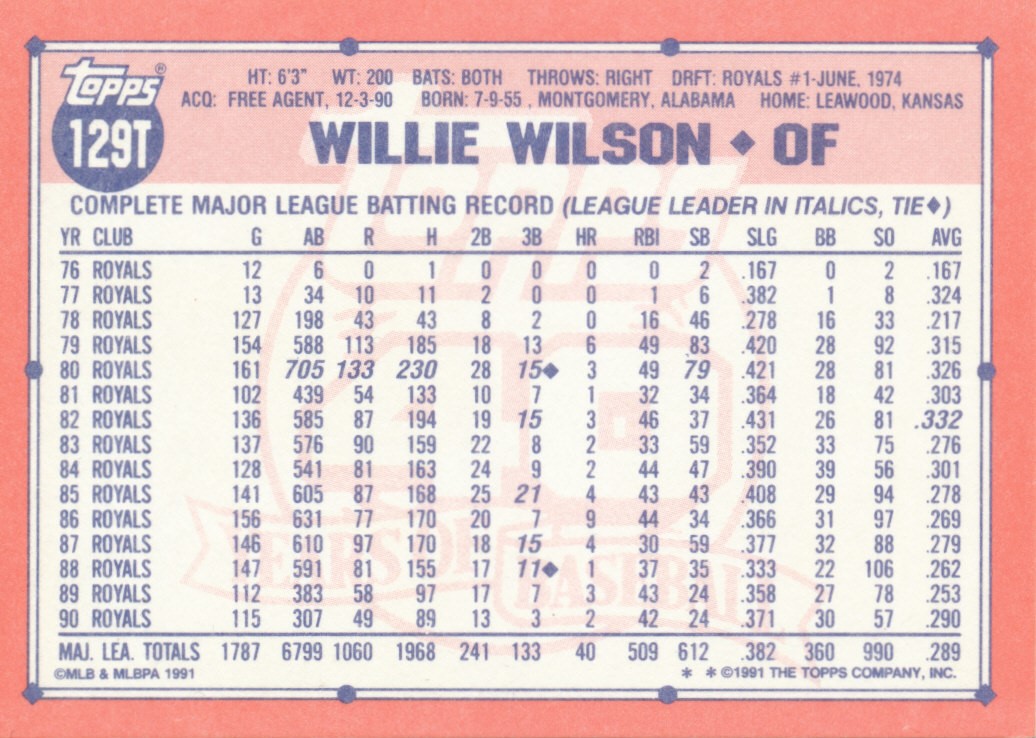 topps®
129T
HT: 6'3" WT: 200 BATS: BOTH THROWS: RIGHT DRFT: ROYALS #1-JUNE, 1974
ACQ: FREE AGENT, 12-3-90 BORN: 7-9-55 , MONTGOMERY, ALABAMA HOME: LEAWOOD, KANSAS
WILLIE WILSON ◆ OF
COMPLETE MAJOR LEAGUE BATTING RECORD (LEAGUE LEADER IN ITALICS, TIE◆)
YR CLUB G AB R H 2B 3B HR RBI SB SLG BB SO AVG
76 ROYALS 12 6 0 1 0 0 0 0 2 .167 0 2 .167
77 ROYALS 13 34 10 11 2 0 0 1 6 .382 1 8 .324
78 ROYALS 127 198 43 43 8 2 0 16 46 .278 16 33 .217
79 ROYALS 154 588 113 185 18 13 6 49 83 .420 28 92 .315
80 ROYALS 161 705 133 230 28 15◆ 3 49 79 .421 28 81 .326
81 ROYALS 102 439 54 133 10 7 1 32 34 .364 18 42 .303
82 ROYALS 136 585 87 194 19 15 3 46 37 .431 26 81 .332
83 ROYALS 137 576 90 159 22 8 2 33 59 .352 33 75 .276
84 ROYALS 128 541 81 163 24 9 2 44 47 .390 39 56 .301
85 ROYALS 141 605 87 168 25 21 4 43 43 .408 29 94 .278
86 ROYALS 156 631 77 170 20 7 9 44 34 .366 31 97 .269
87 ROYALS 146 610 97 170 18 15 4 30 59 .377 32 88 .279
88 ROYALS 147 591 81 155 17 11◆ 1 37 35 .333 22 106 .262
89 ROYALS 112 383 58 97 17 7 3 43 24 .358 27 78 .253
90 ROYALS 115 307 49 89 13 3 2 42 24 .371 30 57 .290
MAJ. LEA. TOTALS 1787 6799 1060 1968 241 133 40 509 612 .382 360 990 .289
©MLB & MLBPA 1991 * * ©1991 THE TOPPS COMPANY, INC.
TOPPS
40
YEARS OF BASEBALL